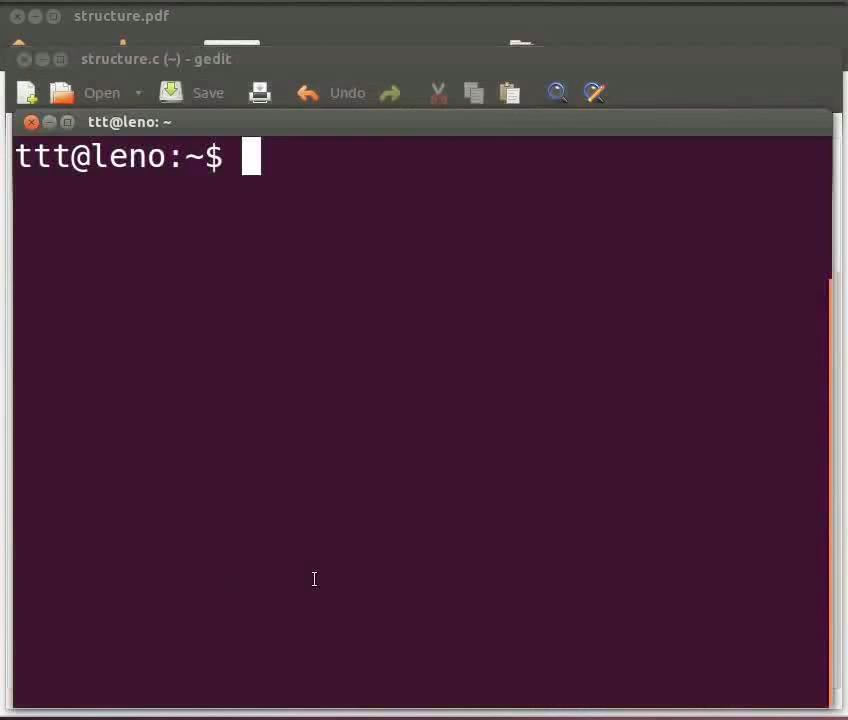 structure.pdf
structure.c (~) - gedit
Open Save Undo
ttt@leno: ~
ttt@leno:~$